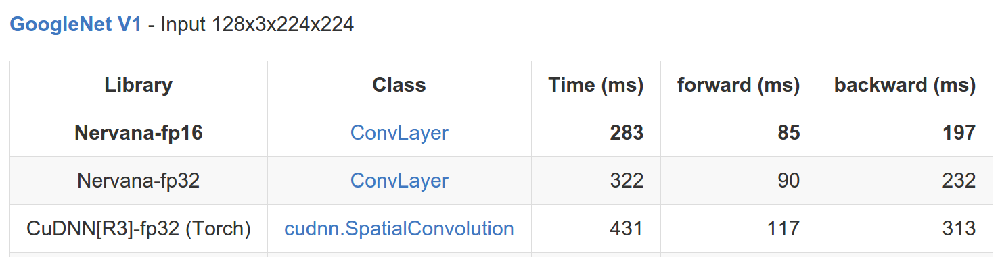 GoogleNet V1 - Input 128x3x224x224
Library Class Time (ms) forward (ms) backward (ms)
Nervana-fp16 ConvLayer 283 85 197
Nervana-fp32 ConvLayer 322 90 232
CuDNN[R3]-fp32 (Torch) cudnn.SpatialConvolution 431 117 313